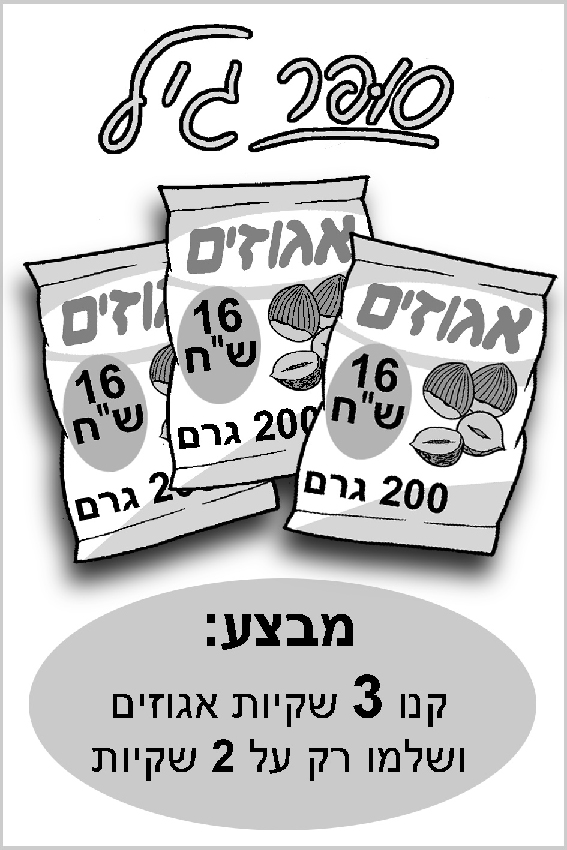 סופר גיל
אגוזים
16
ש"ח
200 גרם
אגוזים
16
ש"ח
200 גרם
אגוזים
16
ש"ח
200 גרם
מבצע:
קנו 3 שקיות אגוזים
ושלמו רק על 2 שקיות